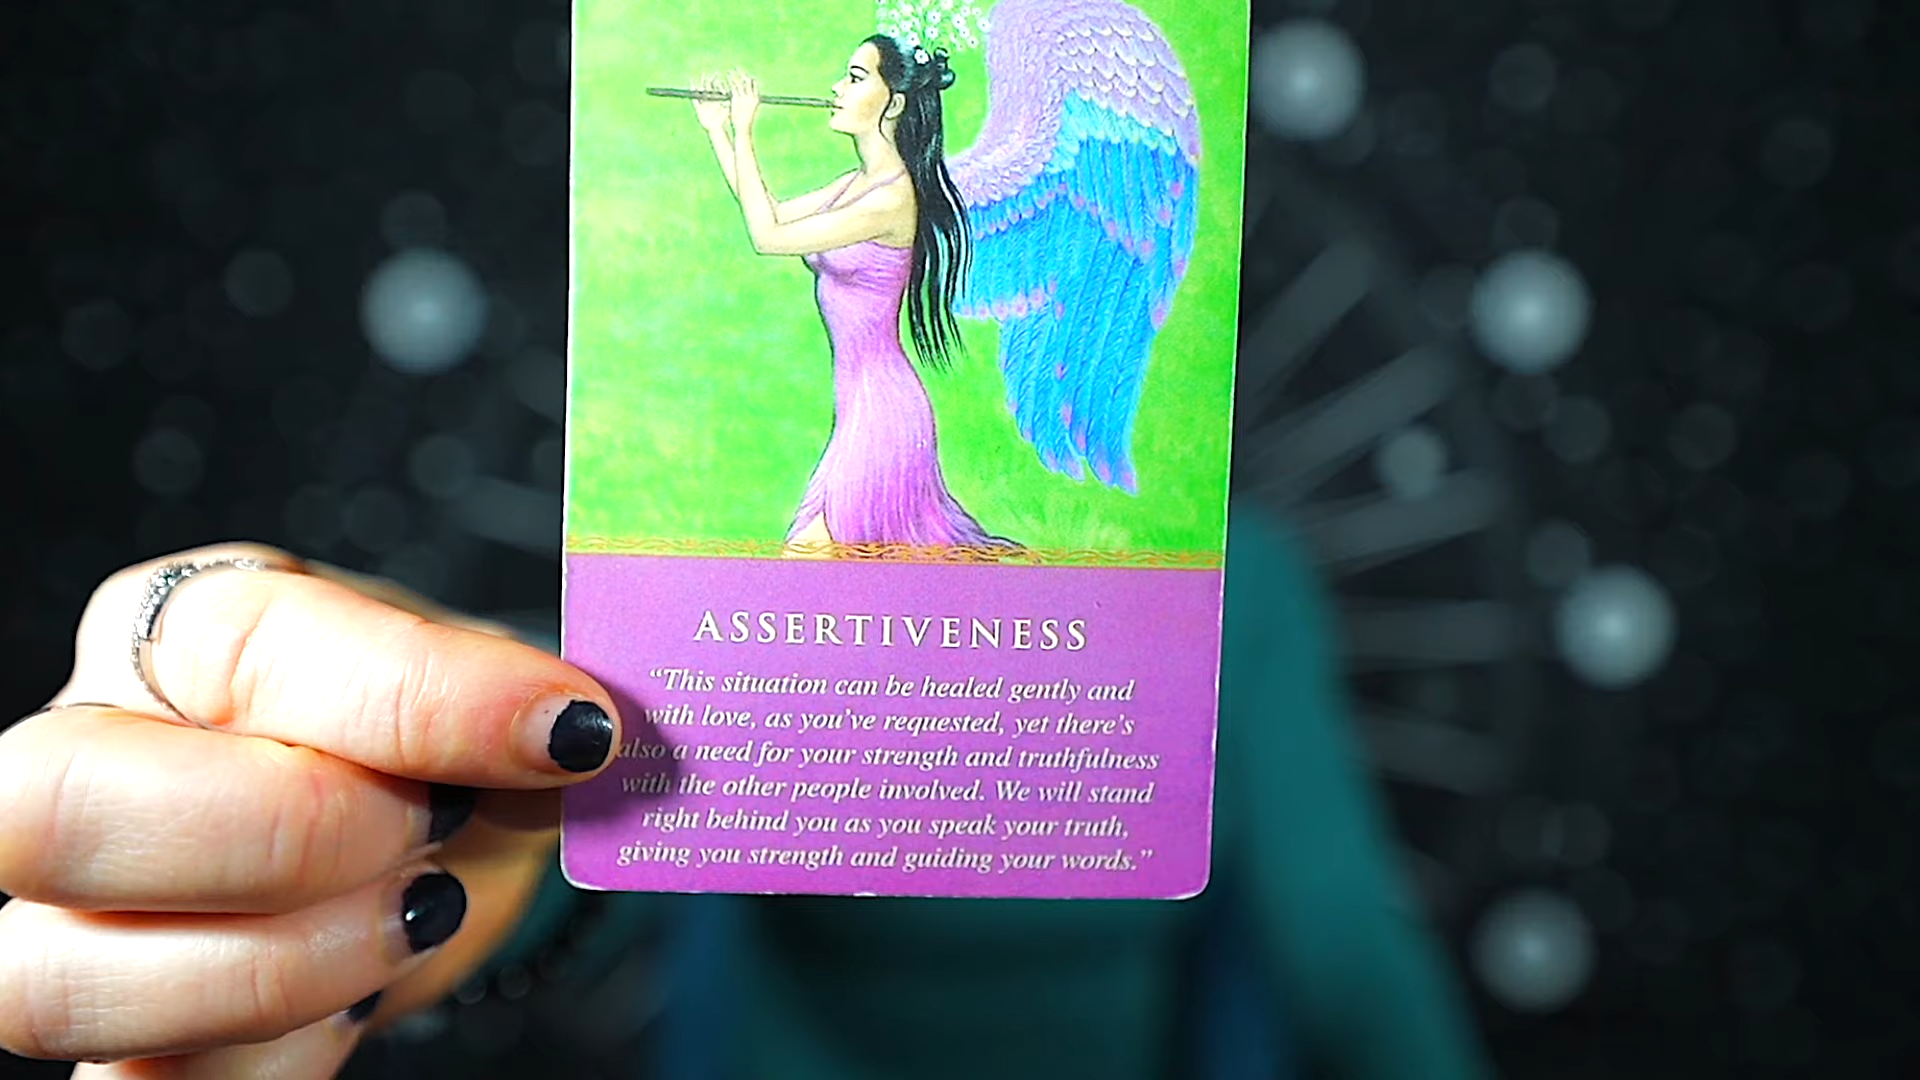 ASSERTIVENESS
“This situation can be healed gently and
with love, as you’ve requested, yet there’s
also a need for your strength and truthfulness
with the other people involved. We will stand
right behind you as you speak your truth,
giving you strength and guiding your words.”